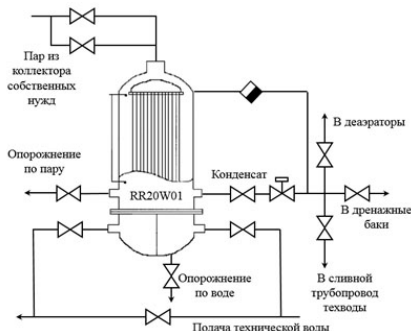 Пар из
коллектора
собственных
нужд
В деаэраторы
Опорожнение
по пару
Конденсат
RR20W01
В дренажные
баки
Опорожнение
по воде
В сливной
трубопровод
техводы
Подача технической воды